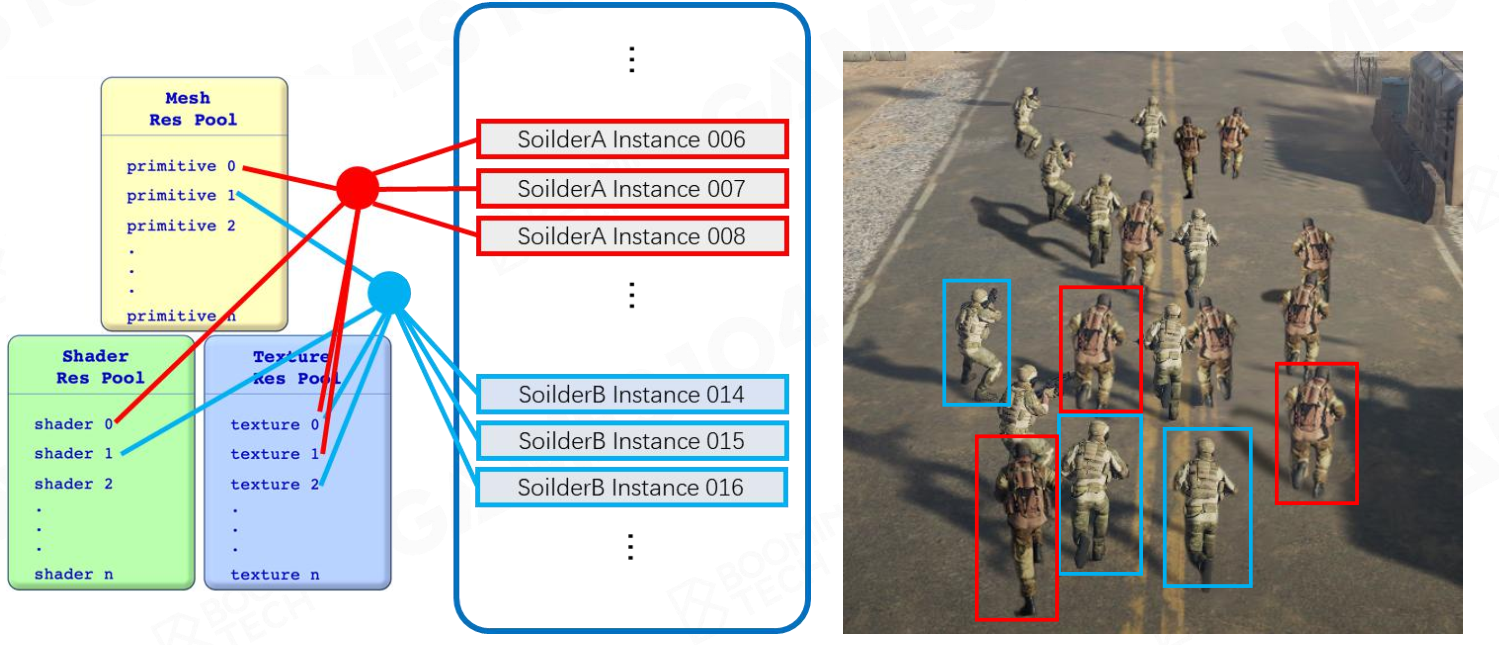 Mesh
Res Pool
primitive 0
primitive 1
primitive 2
.
.
.
primitive n
Shader
Res Pool
shader 0
shader 1
shader 2
.
.
.
shader n
Texture
Res Pool
texture 0
texture 1
texture 2
.
.
texture n
⋮
SoilderA Instance 006
SoilderA Instance 007
SoilderA Instance 008
⋮
SoilderB Instance 014
SoilderB Instance 015
SoilderB Instance 016
⋮
BOOMING
TECH